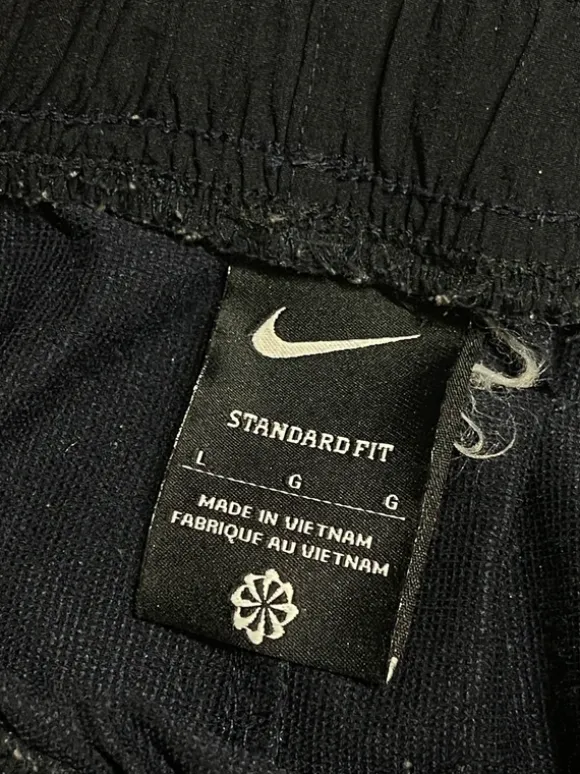 STANDARD FIT
L G G
MADE IN VIETNAM
FABRIQUE AU VIETNAM